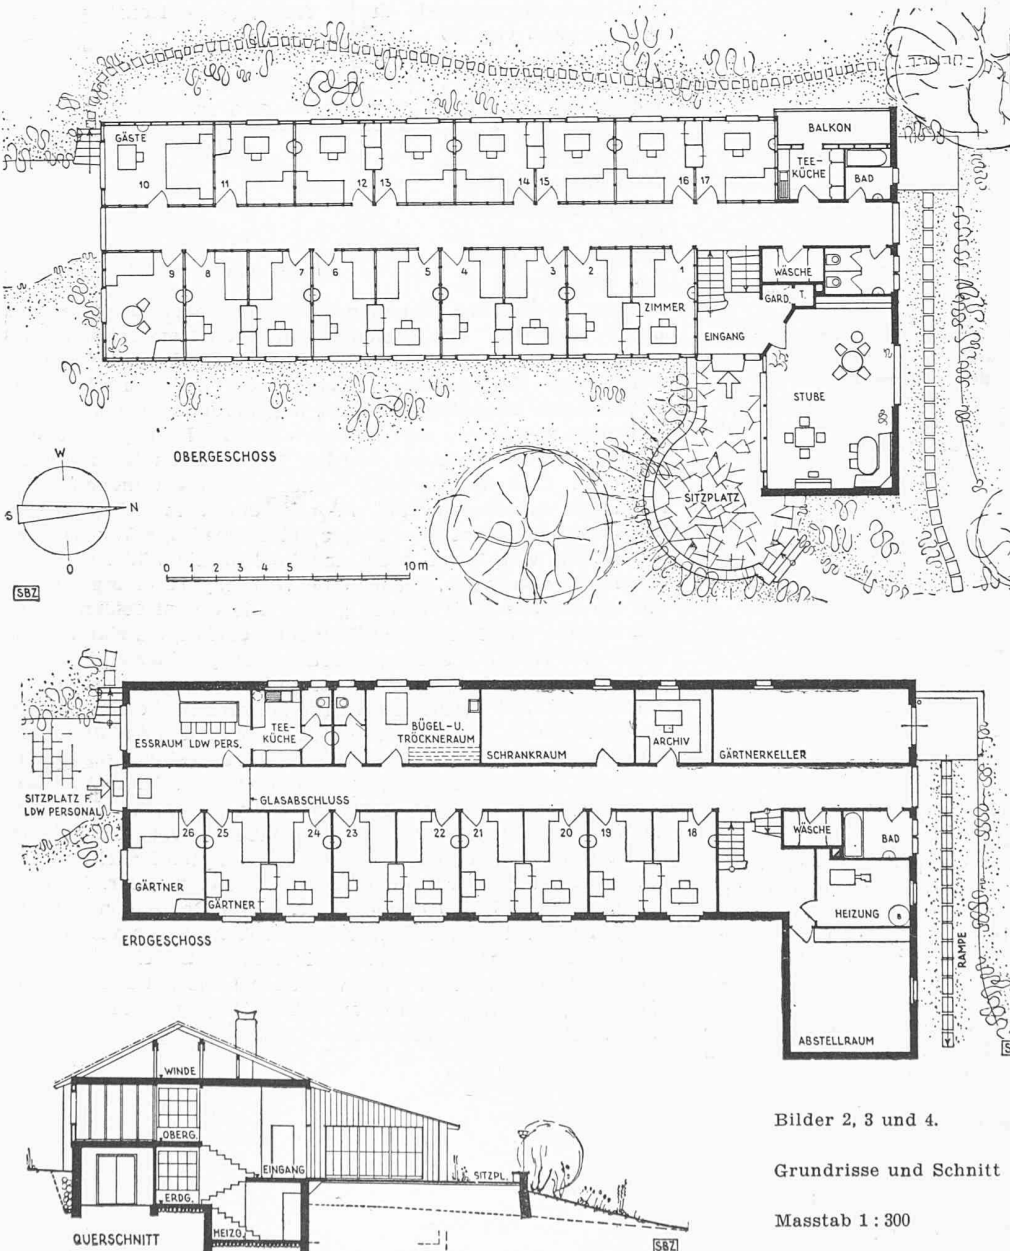 GÄSTE
BALKON
TEE-
KÜCHE
BAD
10
11
12
13
14
15
16
17
9
8
7
6
5
4
3
2
1
ZIMMER
WÄSCHE
GARD.
T.
EINGANG
STUBE
SITZPLATZ
OBERGESCHOSS
W
S
N
O
0 1 2 3 4 5 10 m
SBZ
ESSRAUM LDW PERS.
TEE-
KÜCHE
BÜGEL- U.
TRÖCKNERAUM
SCHRANKRAUM
ARCHIV
GÄRTNERKELLER
SITZPLATZ F.
LDW PERSONAL
GLASABSCHLUSS
26
25
24
23
22
21
20
19
18
WÄSCHE
BAD
GÄRTNER
GÄRTNER
HEIZUNG
B
RAMPE
ERDGESCHOSS
ABSTELLRAUM
WINDE
OBERG.
EINGANG
ERDG.
HEIZG.
SITZPL.
QUERSCHNITT
SBZ
Bilder 2, 3 und 4.
Grundrisse und Schnitt
Masstab 1 : 300